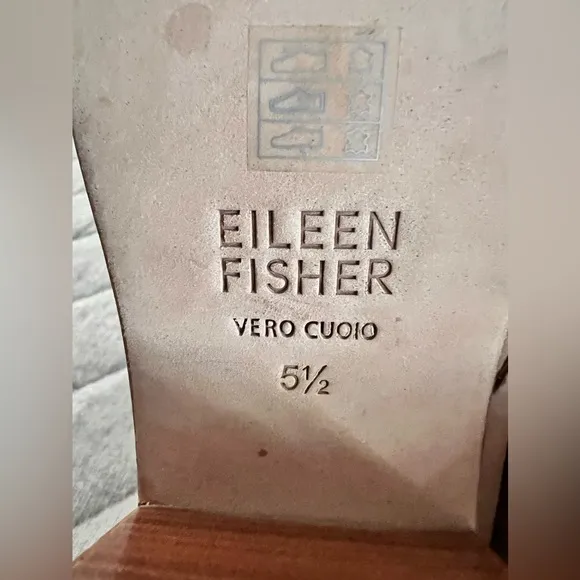 EILEEN
FISHER
VERO CUOIO
5½